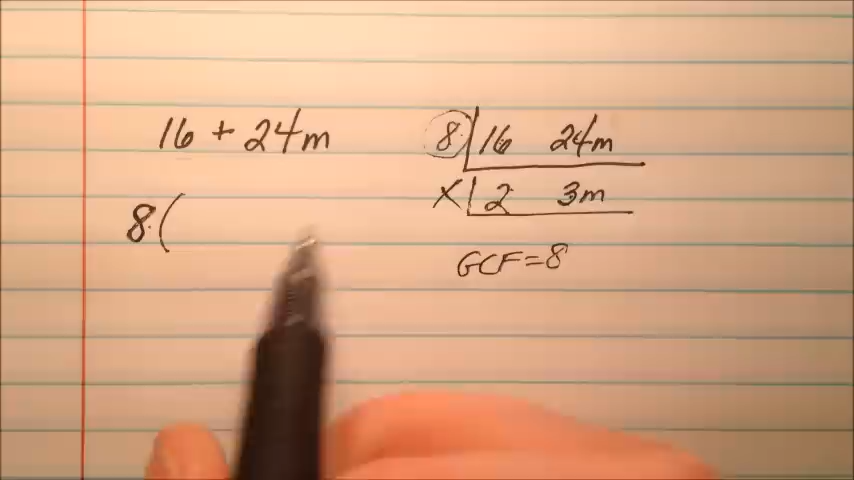 16 + 24m
8(
8 | 16 24m
X | 2 3m
GCF = 8